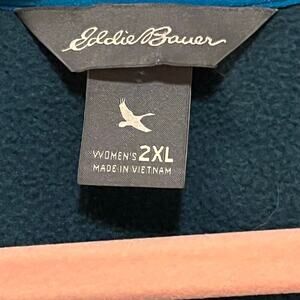 Eddie Bauer
WOMEN'S 2XL
MADE IN VIETNAM